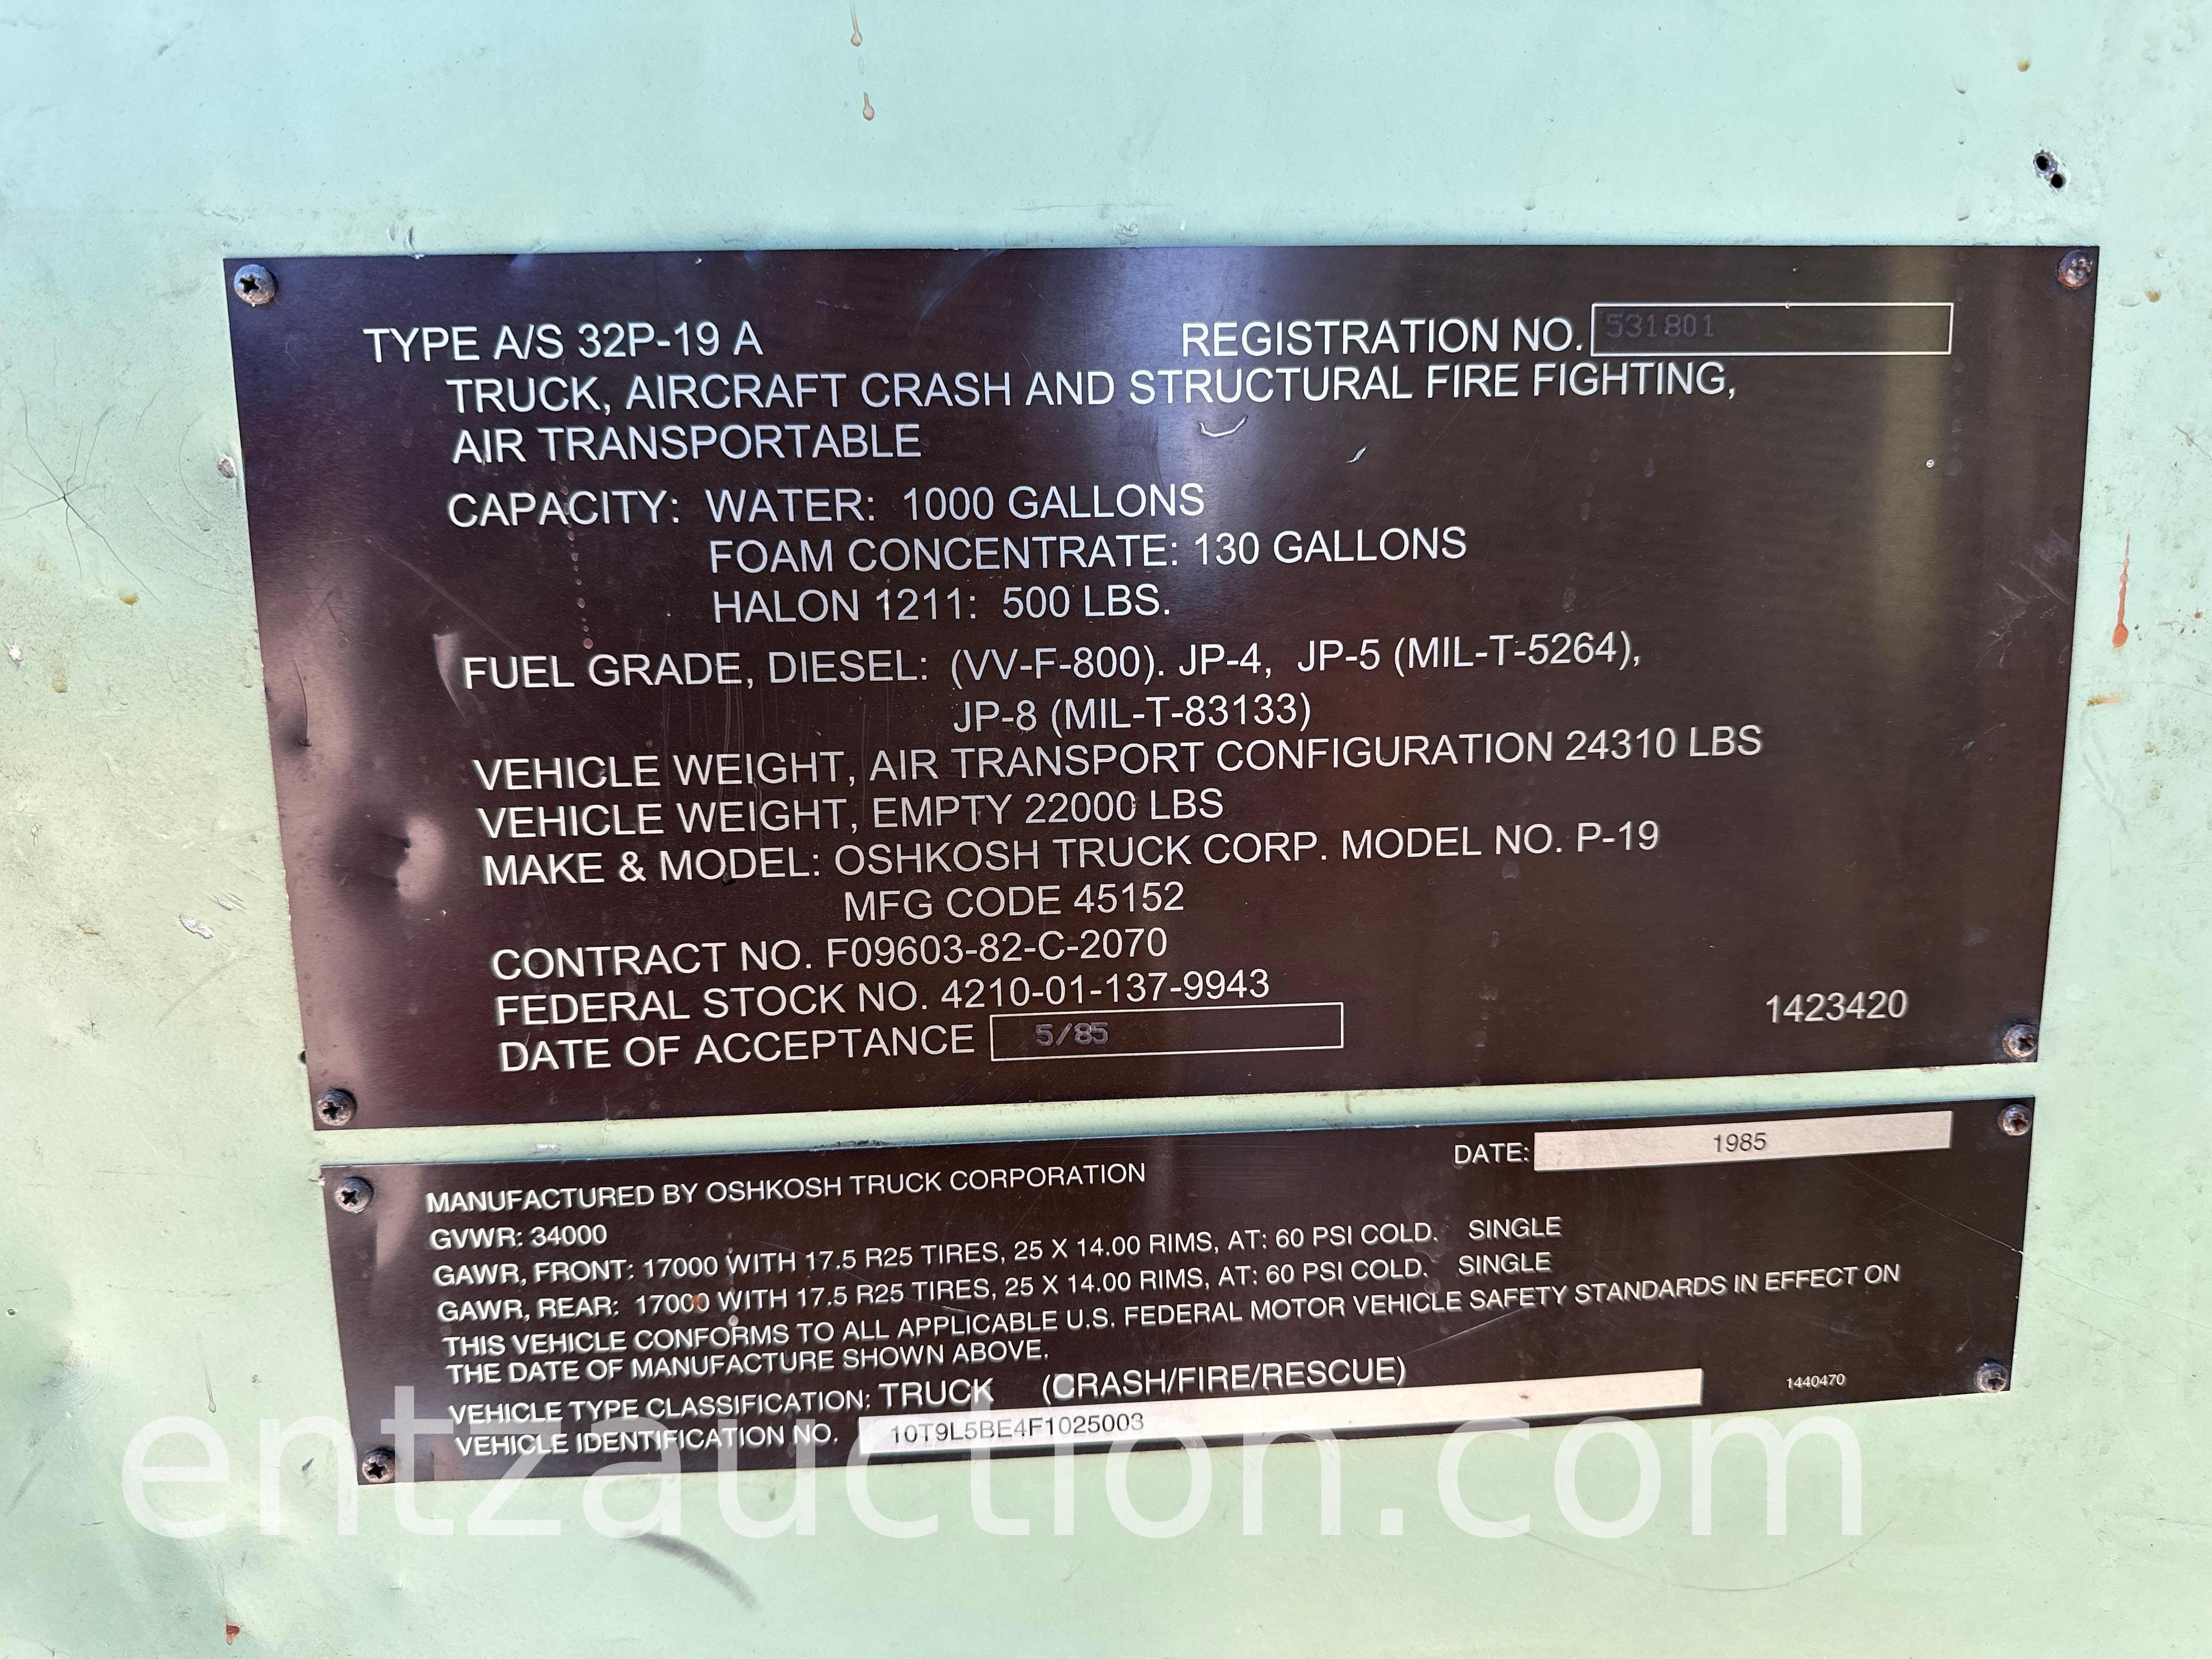 TYPE A/S 32P-19 A REGISTRATION NO. 531801
TRUCK, AIRCRAFT CRASH AND STRUCTURAL FIRE FIGHTING,
AIR TRANSPORTABLE
CAPACITY: WATER: 1000 GALLONS
FOAM CONCENTRATE: 130 GALLONS
HALON 1211: 500 LBS.
FUEL GRADE, DIESEL: (VV-F-800). JP-4, JP-5 (MIL-T-5264),
JP-8 (MIL-T-83133)
VEHICLE WEIGHT, AIR TRANSPORT CONFIGURATION 24310 LBS
VEHICLE WEIGHT, EMPTY 22000 LBS
MAKE & MODEL: OSHKOSH TRUCK CORP. MODEL NO. P-19
MFG CODE 45152
CONTRACT NO. F09603-82-C-2070
FEDERAL STOCK NO. 4210-01-137-9943
DATE OF ACCEPTANCE 5/85
1423420
DATE: 1985
MANUFACTURED BY OSHKOSH TRUCK CORPORATION
GVWR: 34000
GAWR, FRONT: 17000 WITH 17.5 R25 TIRES, 25 X 14.00 RIMS, AT: 60 PSI COLD. SINGLE
GAWR, REAR: 17000 WITH 17.5 R25 TIRES, 25 X 14.00 RIMS, AT: 60 PSI COLD. SINGLE
THIS VEHICLE CONFORMS TO ALL APPLICABLE U.S. FEDERAL MOTOR VEHICLE SAFETY STANDARDS IN EFFECT ON
THE DATE OF MANUFACTURE SHOWN ABOVE.
VEHICLE TYPE CLASSIFICATION: TRUCK (CRASH/FIRE/RESCUE)
1440470
VEHICLE IDENTIFICATION NO. 10T9L5BE4F1025003
entzauction.com